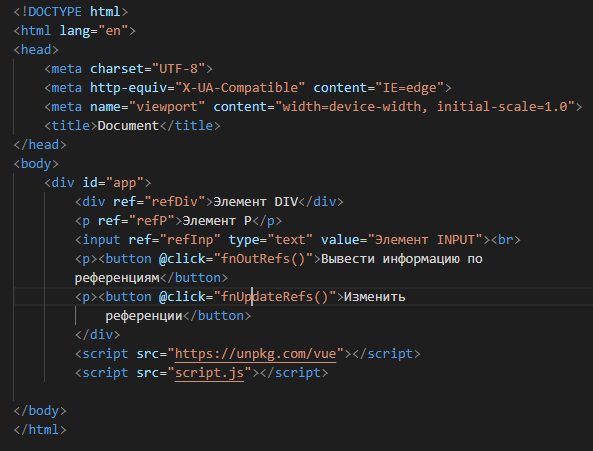 <!DOCTYPE html>
<html lang="en">
<head>
    <meta charset="UTF-8">
    <meta http-equiv="X-UA-Compatible" content="IE=edge">
    <meta name="viewport" content="width=device-width, initial-scale=1.0">
    <title>Document</title>
</head>
<body>
    <div id="app">
        <div ref="refDiv">Элемент DIV</div>
        <p ref="refP">Элемент P</p>
        <input ref="refInp" type="text" value="Элемент INPUT"><br>
        <p><button @click="fnOutRefs()">Вывести информацию по
        референциям</button>
        <p><button @click="fnUpdateRefs()">Изменить
            референции</button>
        </div>
        <script src="https://unpkg.com/vue"></script>
        <script src="script.js"></script>
</body>
</html>